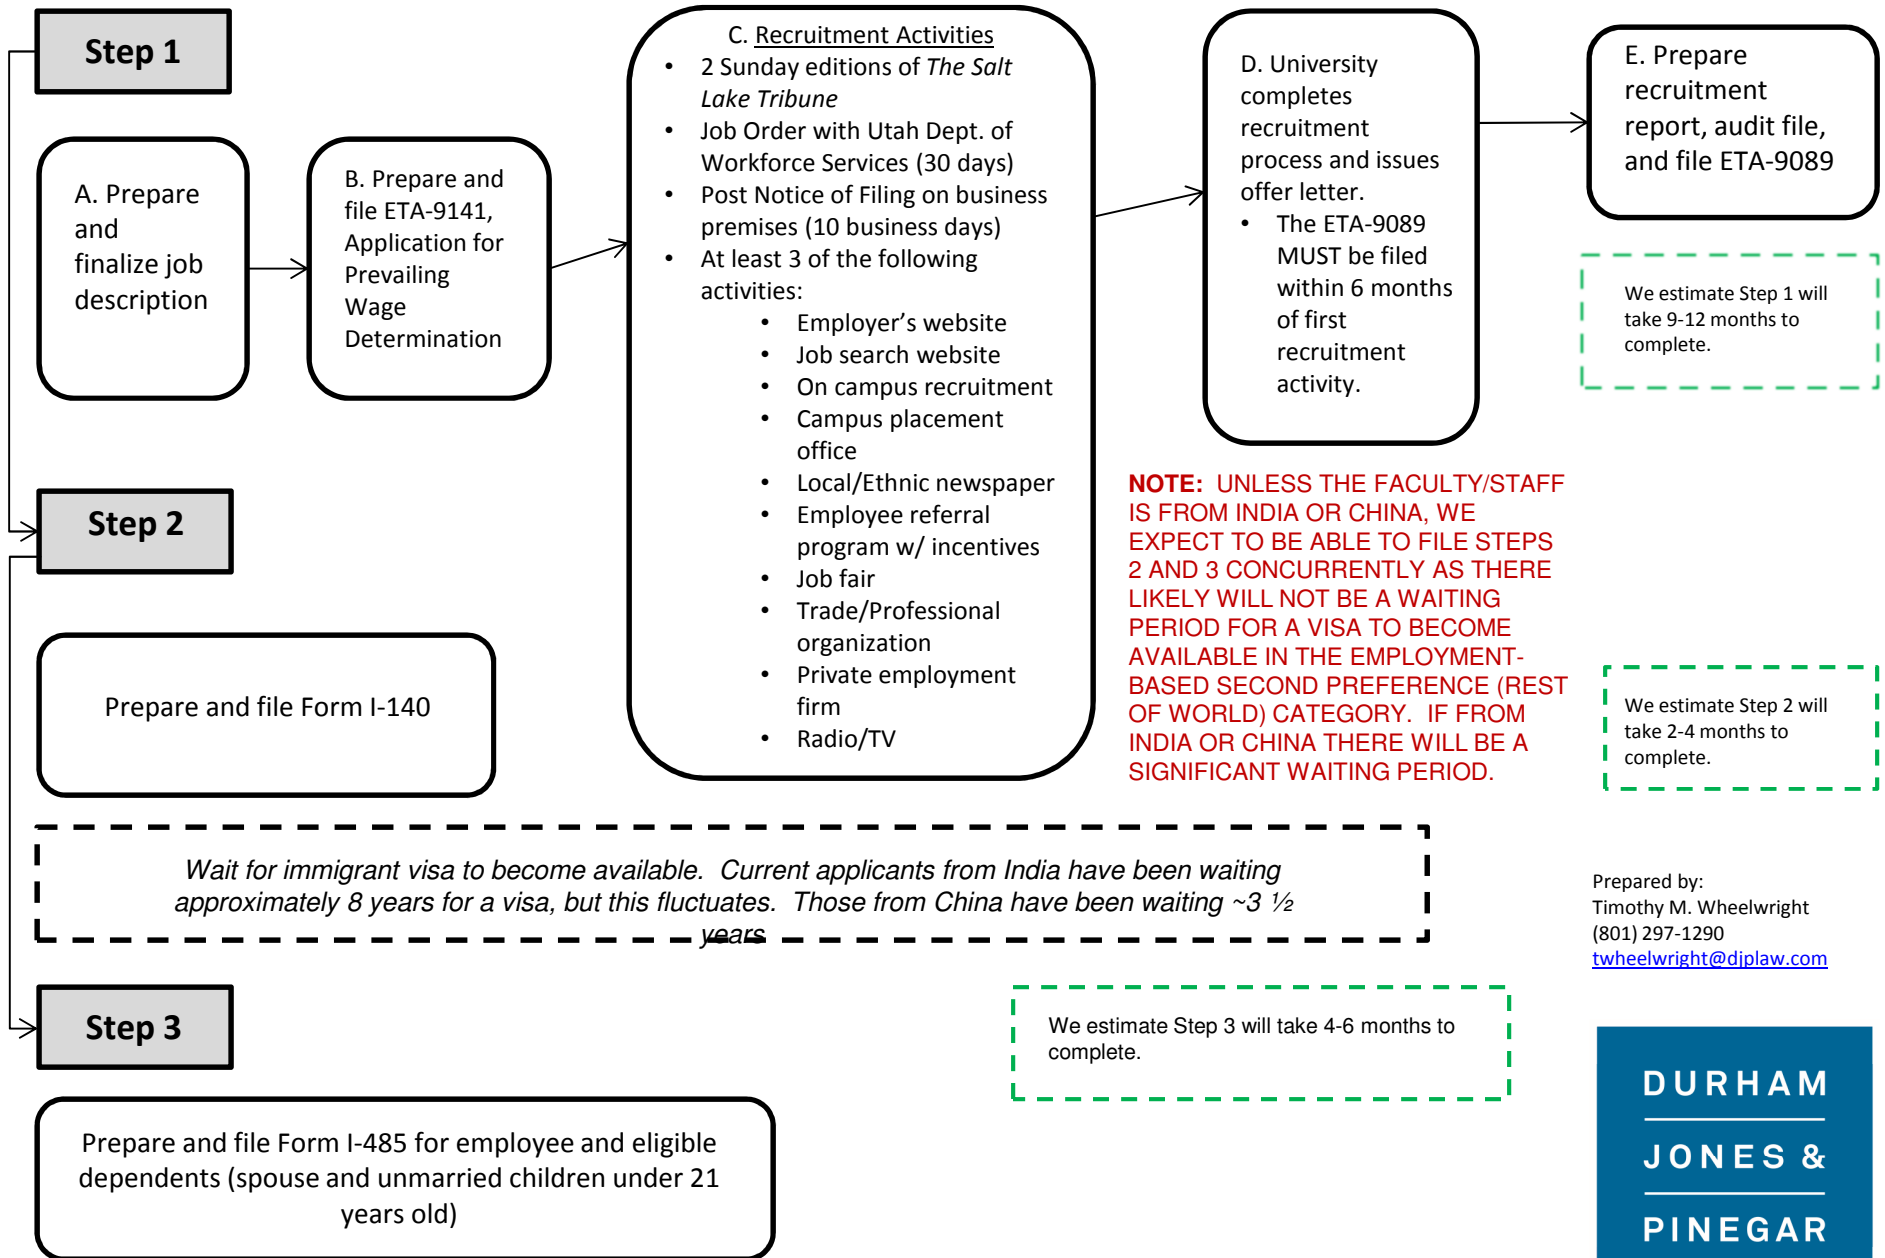 Step 1
A. Prepare
and
finalize job
description
B. Prepare and
file ETA-9141,
Application for
Prevailing
Wage
Determination
C. Recruitment Activities
• 2 Sunday editions of The Salt
Lake Tribune
• Job Order with Utah Dept. of
Workforce Services (30 days)
• Post Notice of Filing on business
premises (10 business days)
• At least 3 of the following
activities:
• Employer’s website
• Job search website
• On campus recruitment
• Campus placement
office
• Local/Ethnic newspaper
• Employee referral
program w/ incentives
• Job fair
• Trade/Professional
organization
• Private employment
firm
• Radio/TV
D. University
completes
recruitment
process and issues
offer letter.
• The ETA-9089
MUST be filed
within 6 months
of first
recruitment
activity.
E. Prepare
recruitment
report, audit file,
and file ETA-9089
We estimate Step 1 will
take 9-12 months to
complete.
NOTE: UNLESS THE FACULTY/STAFF
IS FROM INDIA OR CHINA, WE
EXPECT TO BE ABLE TO FILE STEPS
2 AND 3 CONCURRENTLY AS THERE
LIKELY WILL NOT BE A WAITING
PERIOD FOR A VISA TO BECOME
AVAILABLE IN THE EMPLOYMENT-
BASED SECOND PREFERENCE (REST
OF WORLD) CATEGORY. IF FROM
INDIA OR CHINA THERE WILL BE A
SIGNIFICANT WAITING PERIOD.
Step 2
Prepare and file Form I-140
We estimate Step 2 will
take 2-4 months to
complete.
Wait for immigrant visa to become available. Current applicants from India have been waiting
approximately 8 years for a visa, but this fluctuates. Those from China have been waiting ~3 ½
years
Prepared by:
Timothy M. Wheelwright
(801) 297-1290
twheelwright@djplaw.com
Step 3
We estimate Step 3 will take 4-6 months to
complete.
Prepare and file Form I-485 for employee and eligible
dependents (spouse and unmarried children under 21
years old)
DURHAM
JONES &
PINEGAR